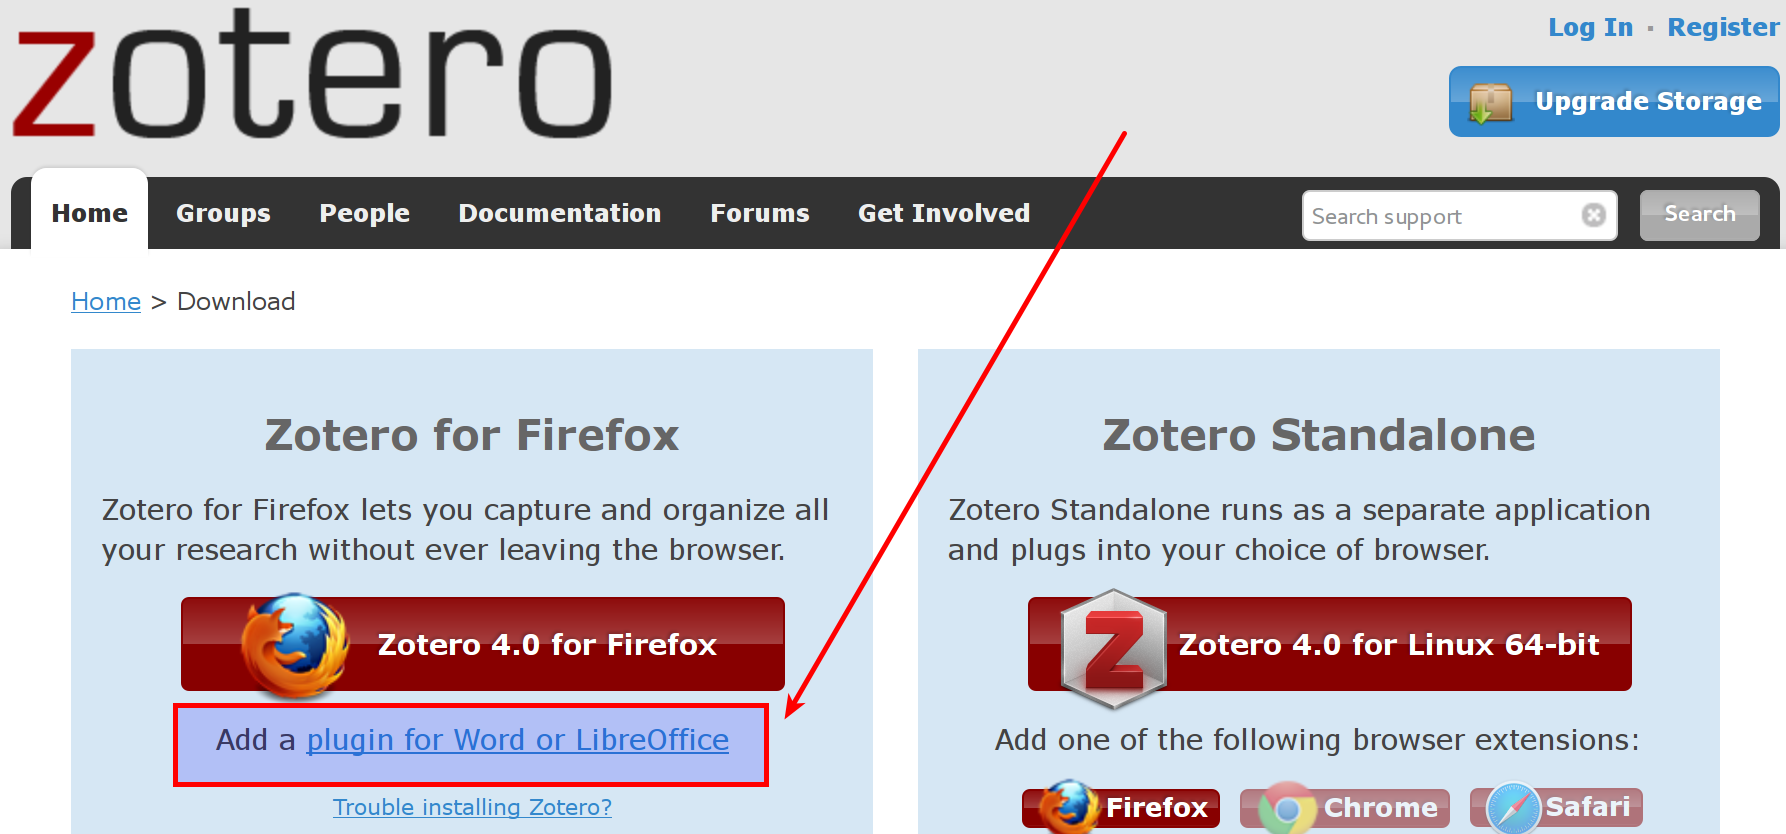 zotero
Log In · Register
Upgrade Storage
Home Groups People Documentation Forums Get Involved Search support Search
Home > Download
Zotero for Firefox
Zotero for Firefox lets you capture and organize all
your research without ever leaving the browser.
Zotero 4.0 for Firefox
Add a plugin for Word or LibreOffice
Trouble installing Zotero?
Zotero Standalone
Zotero Standalone runs as a separate application
and plugs into your choice of browser.
Z Zotero 4.0 for Linux 64-bit
Add one of the following browser extensions:
Firefox Chrome Safari